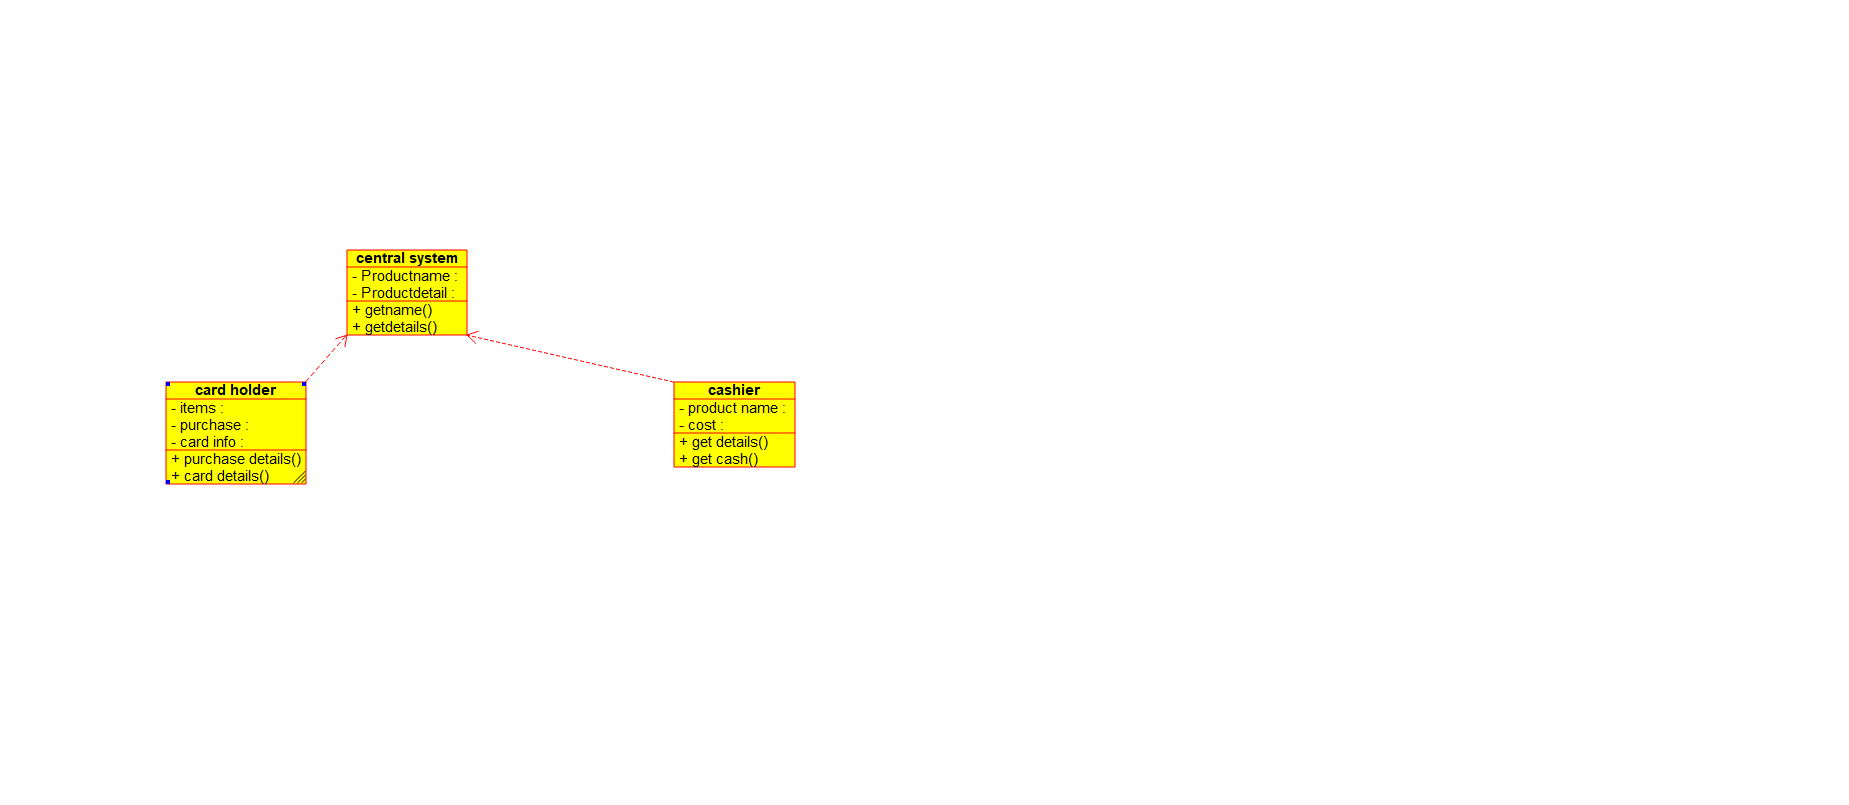 central system
- Productname :
- Productdetail :
+ getname()
+ getdetails()
card holder
- items :
- purchase :
- card info :
+ purchase details()
+ card details()
cashier
- product name :
- cost :
+ get details()
+ get cash()